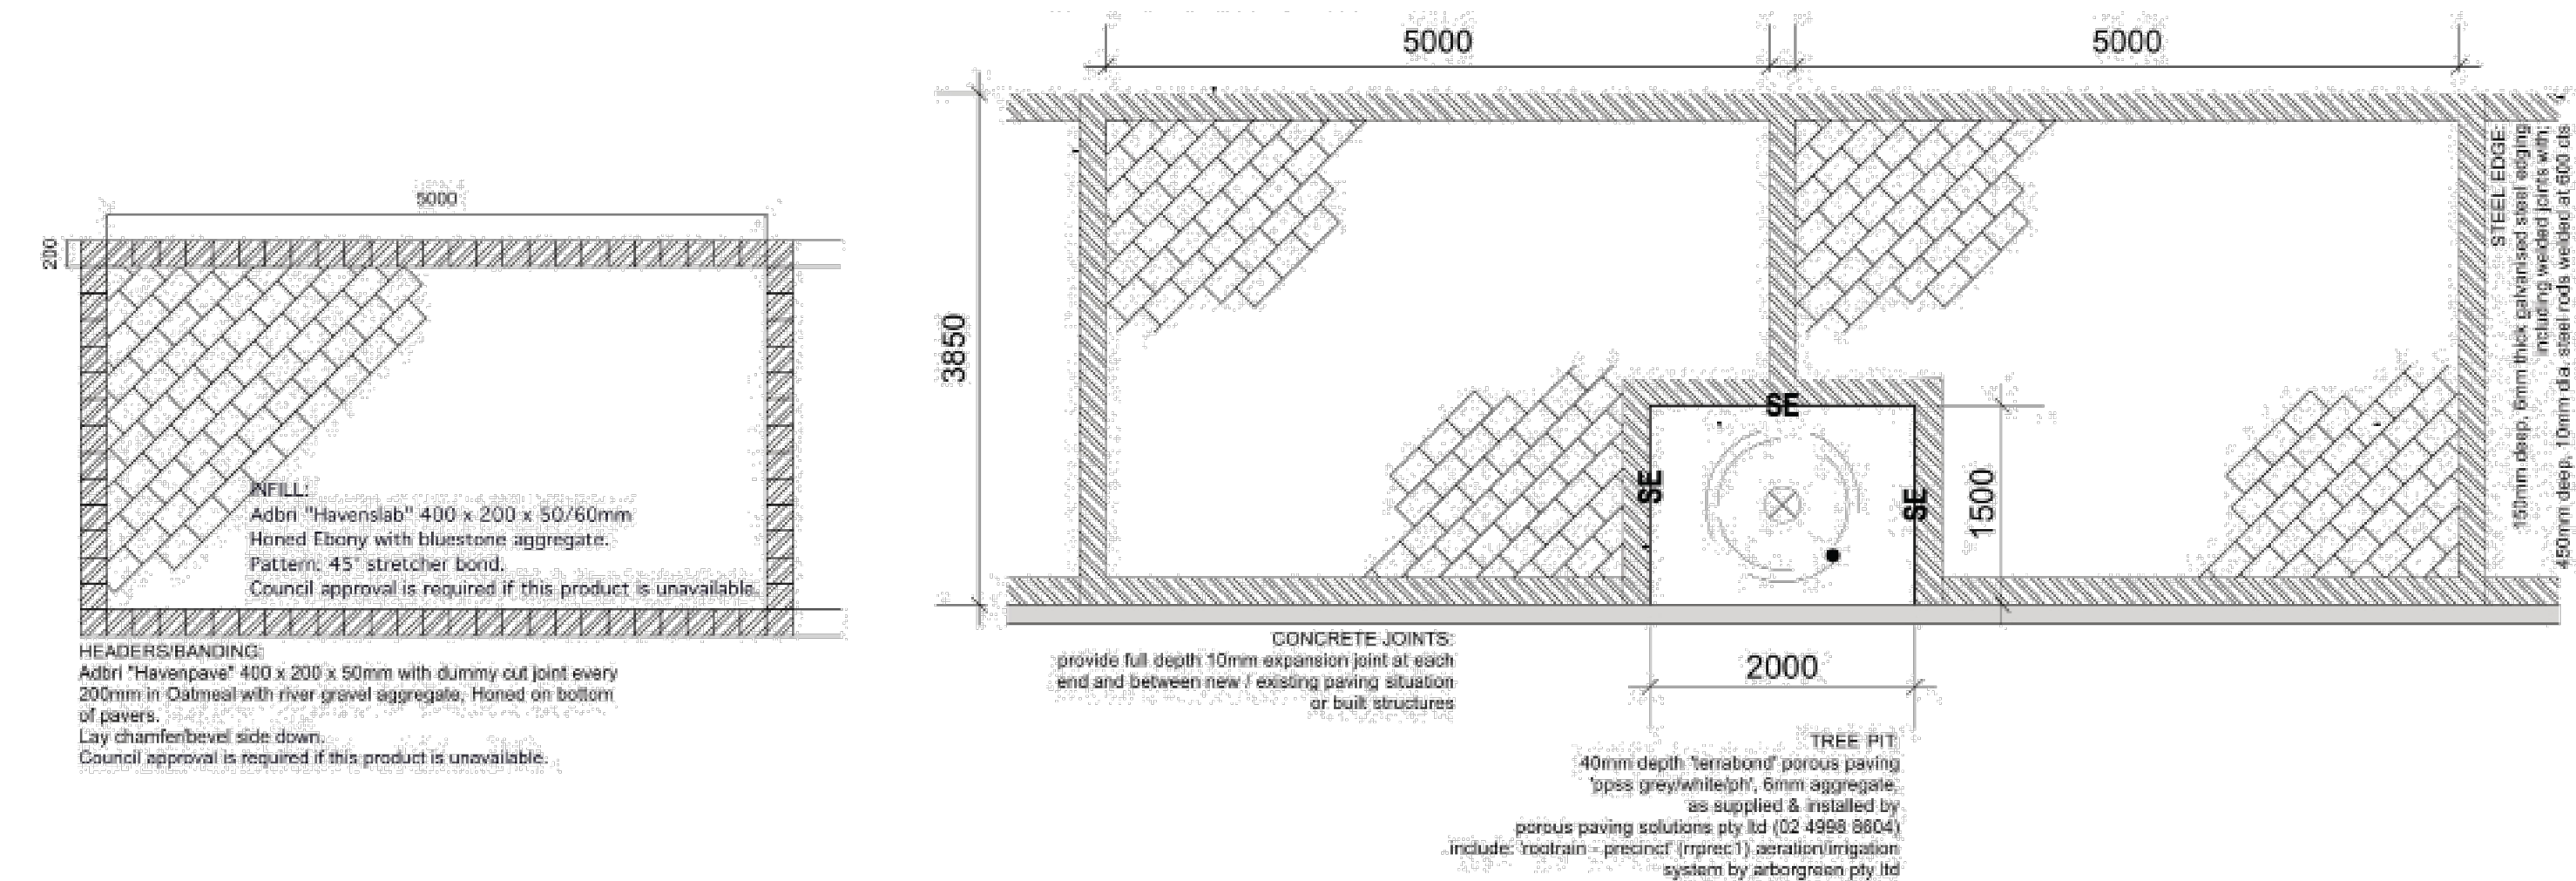 5000
200
INFILL:
Adbri "Havenslab" 400 x 200 x 50/60mm
Honed Ebony with bluestone aggregate.
Pattern: 45° stretcher bond.
Council approval is required if this product is unavailable.
HEADERS/BANDING:
Adbri "Havenpave" 400 x 200 x 50mm with dummy cut joint every
200mm in Oatmeal with river gravel aggregate, Honed on bottom
of pavers.
Lay chamfer/bevel side down.
Council approval is required if this product is unavailable.
5000
5000
3850
SE
SE
SE
1500
2000
CONCRETE JOINTS:
provide full depth 10mm expansion joint at each
end and between new / existing paving situation
or built structures
TREE PIT:
40mm depth 'terrabond' porous paving
'ppss grey/white/ph', 6mm aggregate,
as supplied & installed by
porous paving solutions pty ltd (02 4998 8604)
include: 'rootrain - precinct' (rrprec1) aeration/irrigation
system by arborgreen pty ltd
STEEL EDGE:
150mm deep, 6mm thick galvanised steel edging
including welded joints with;
450mm deep, 10mm dia. steel rods welded at 600 cts